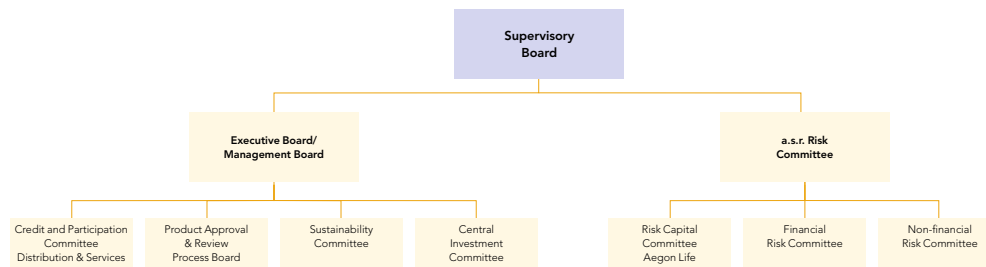 Supervisory
Board
Executive Board/
Management Board
a.s.r. Risk
Committee
Credit and Participation
Committee
Distribution & Services
Product Approval
& Review
Process Board
Sustainability
Committee
Central
Investment
Committee
Risk Capital
Committee
Aegon Life
Financial
Risk Committee
Non-financial
Risk Committee